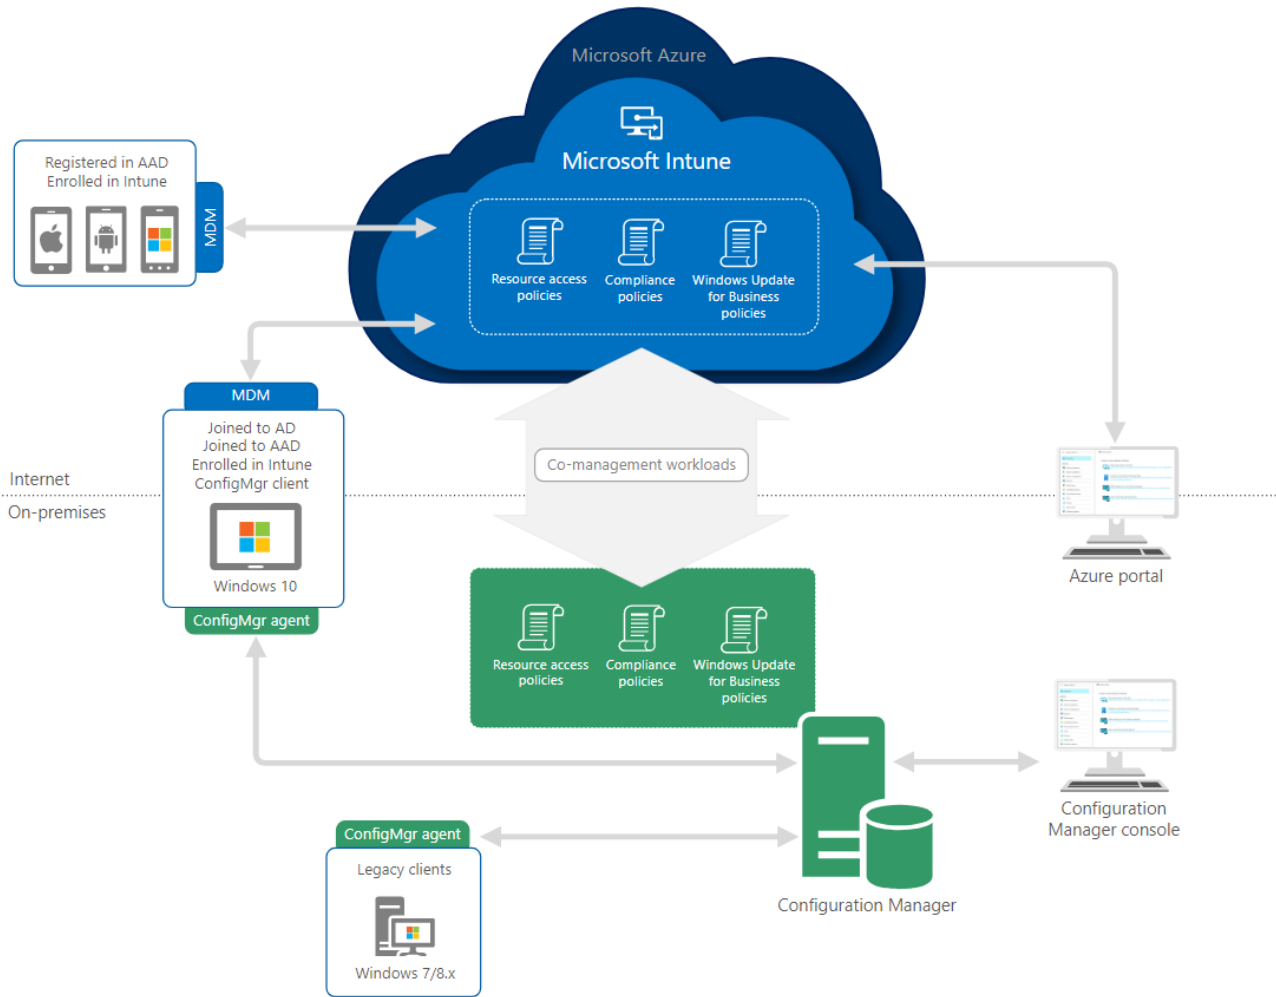 Microsoft Azure
Microsoft Intune
Registered in AAD
Enrolled in Intune
MDM
Resource access
policies
Compliance
policies
Windows Update
for Business
policies
MDM
Joined to AD
Joined to AAD
Enrolled in Intune
ConfigMgr client
Windows 10
ConfigMgr agent
Co-management workloads
Internet
On-premises
Azure portal
Resource access
policies
Compliance
policies
Windows Update
for Business
policies
Configuration
Manager console
ConfigMgr agent
Legacy clients
Windows 7/8.x
Configuration Manager